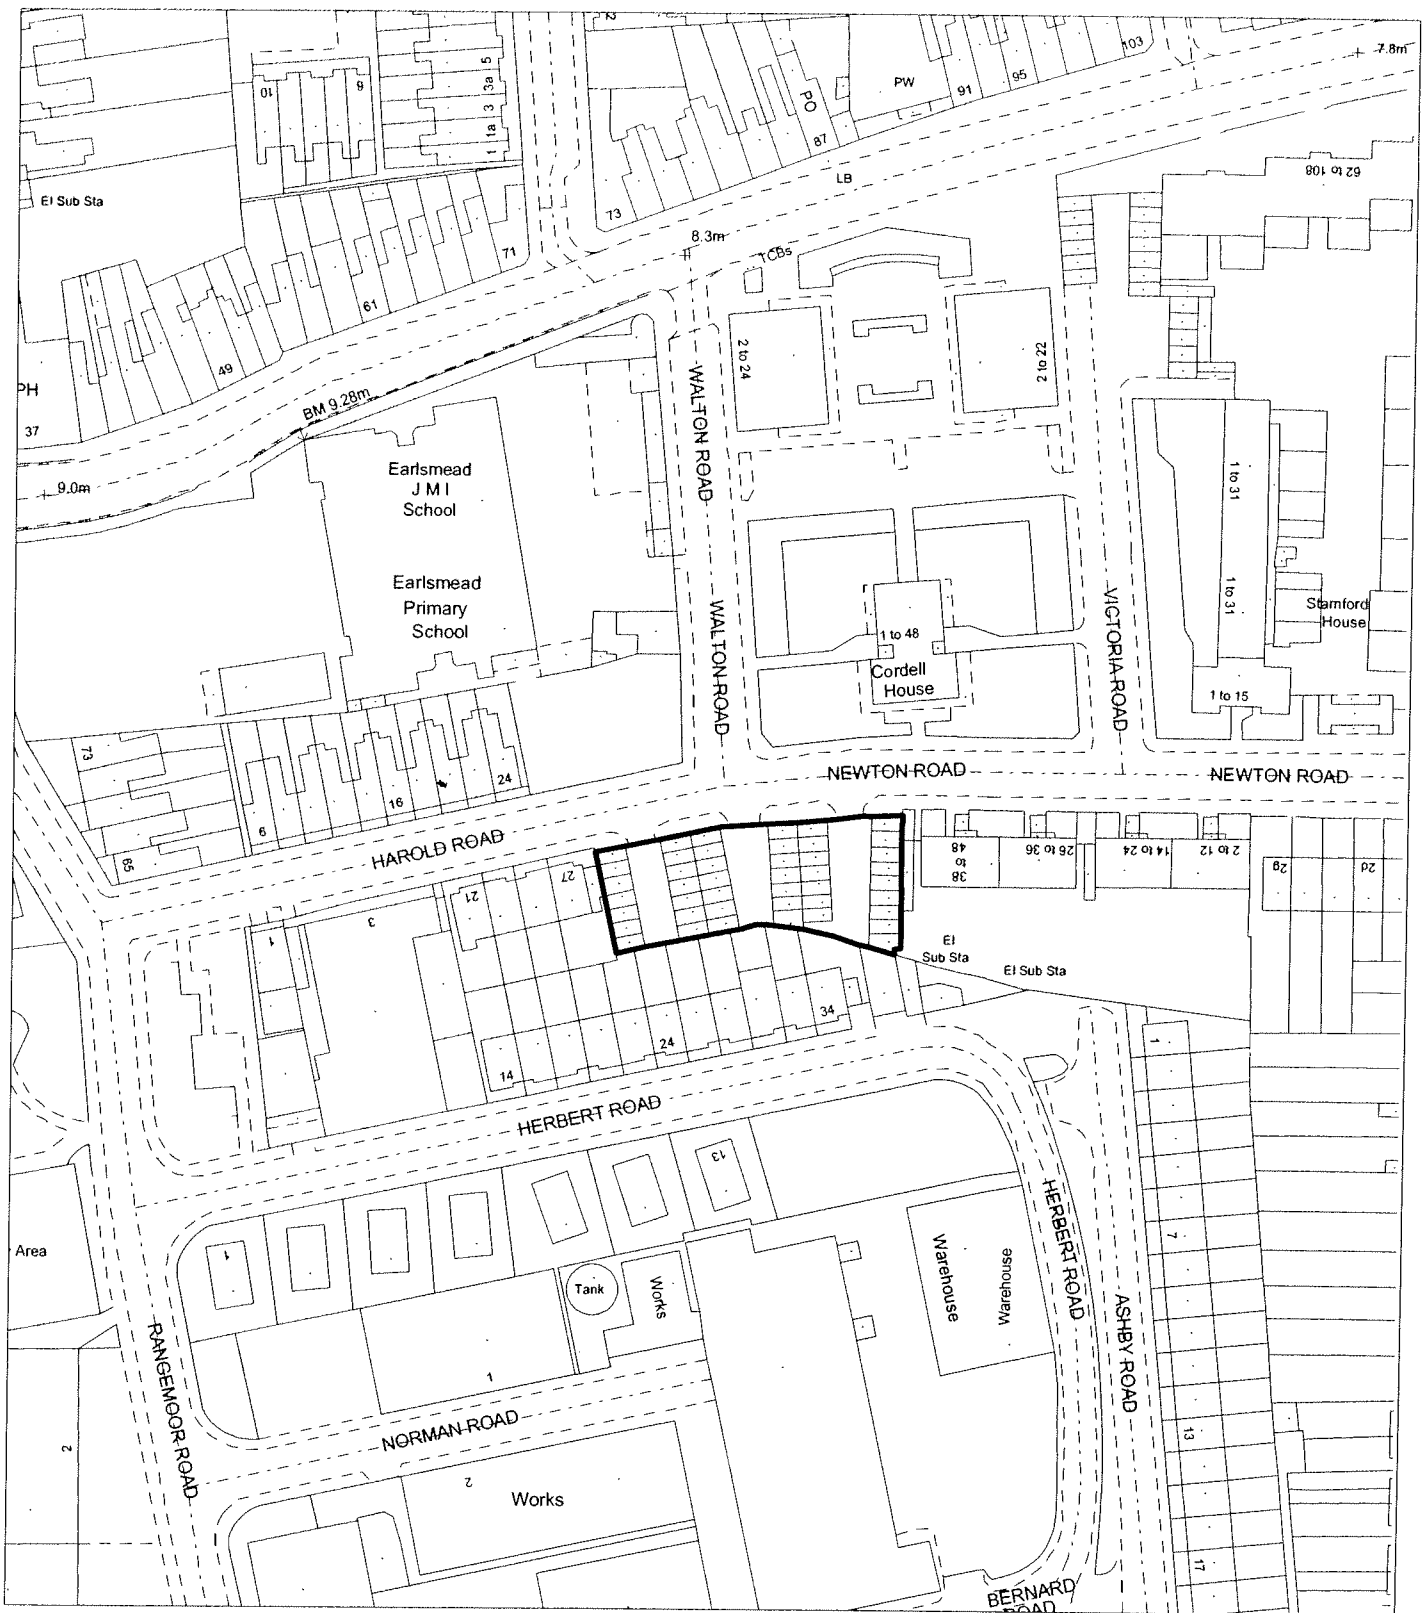 10
6
1a
3
3a
5
2
PO
PW
91
95
103
7.8m
87
LB
73
62 to 108
El Sub Sta
71
8.3m
TCBs
61
49
PH
37
BM 9.28m
9.0m
2 to 24
2 to 22
WALTON ROAD
Earlsmead
J M I
School
Earlsmead
Primary
School
WALTON ROAD
1 to 48
Cordell
House
VICTORIA ROAD
1 to 31
1 to 31
Stamford
House
1 to 15
73
65
6
16
24
NEWTON ROAD
NEWTON ROAD
HAROLD ROAD
21
27
3
1
38
to
48
26 to 36
14 to 24
2 to 12
2g
2d
El
Sub Sta
El Sub Sta
34
24
14
1
HERBERT ROAD
13
1
Area
Tank
Works
Warehouse
Warehouse
HERBERT ROAD
ASHBY ROAD
7
RANGEMOOR ROAD
1
NORMAN ROAD
2
2
Works
13
17
BERNARD
ROAD